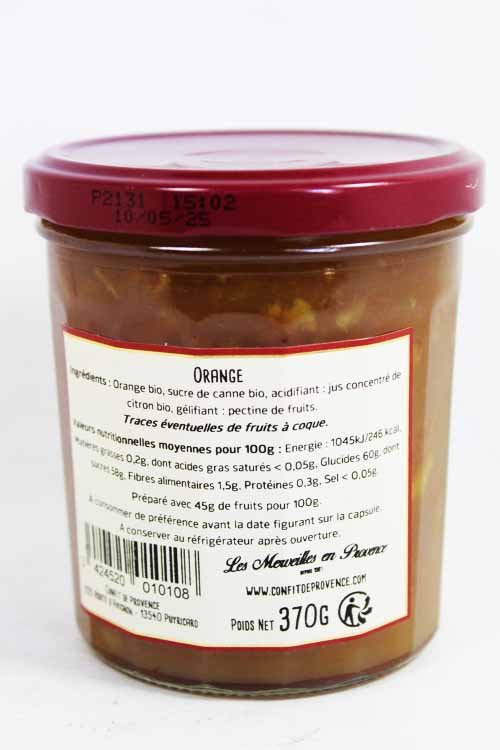 P2131 15:02
10/05/25
ORANGE
Ingrédients : Orange bio, sucre de canne bio, acidifiant : jus concentré de
citron bio, gélifiant : pectine de fruits.
Traces éventuelles de fruits à coque.
Valeurs nutritionnelles moyennes pour 100g : Energie : 1045kJ/246 kcal,
Matières grasses 0,2g, dont acides gras saturés < 0,05g, Glucides 60g, dont
sucres 58g, Fibres alimentaires 1,5g, Protéines 0,3g, Sel < 0,05g.
Préparé avec 45g de fruits pour 100g.
A consommer de préférence avant la date figurant sur la capsule.
A conserver au réfrigérateur après ouverture.
Les Merveilles en Provence
WWW.CONFITDEPROVENCE.COM
424520 010108
CONFIT DE PROVENCE
D'AVIGNON - 13540 PUYRICARD
POIDS NET 370G